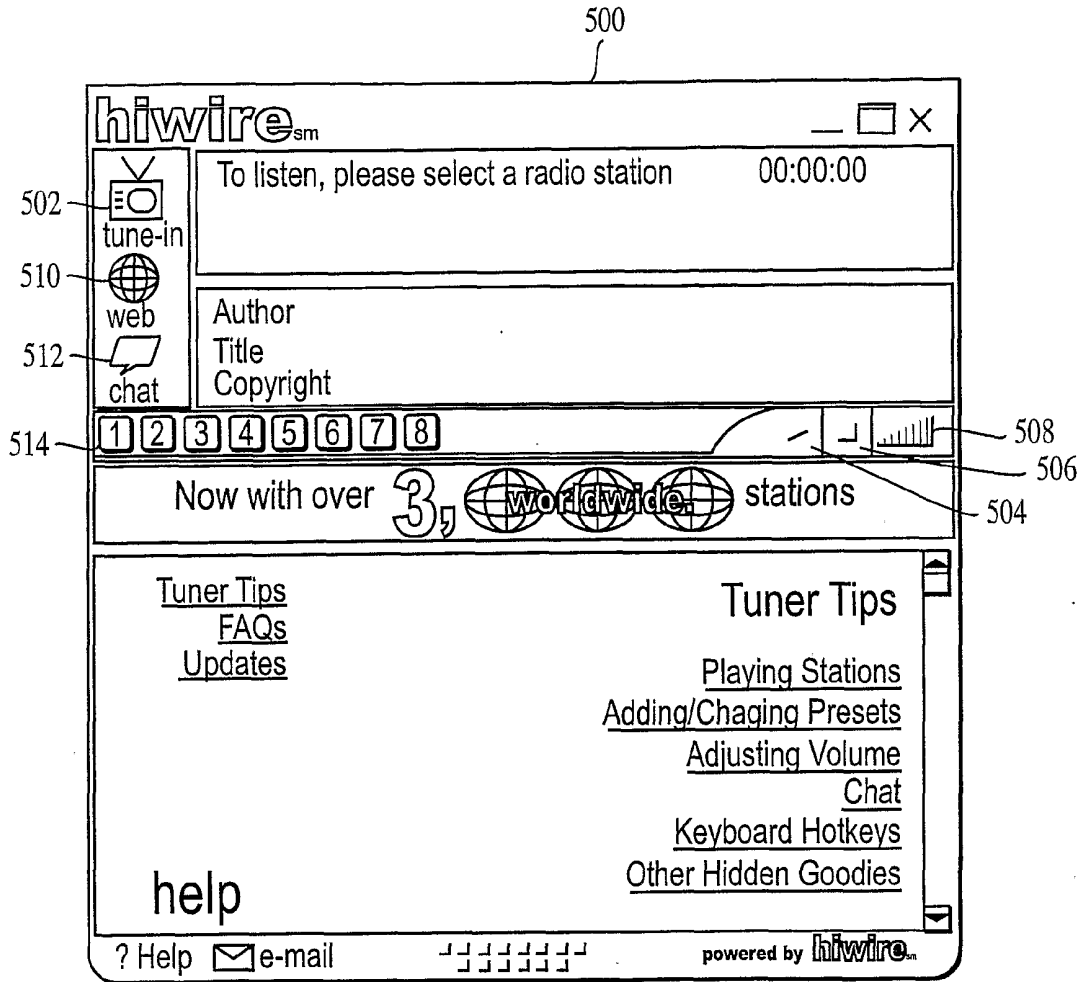 500
hiwire sm
To listen, please select a radio station 00:00:00
502
tune-in
510
web
Author
Title
Copyright
512
chat
514
1 2 3 4 5 6 7 8
508
506
504
Now with over 3, worldwide. stations
Tuner Tips
FAQs
Updates
Tuner Tips
Playing Stations
Adding/Chaging Presets
Adjusting Volume
Chat
Keyboard Hotkeys
Other Hidden Goodies
help
? Help e-mail
powered by hiwire sm